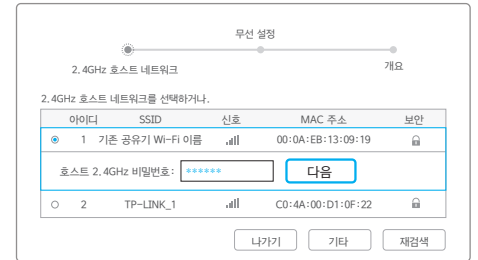 무선 설정
2.4GHz 호스트 네트워크
개요
2.4GHz 호스트 네트워크를 선택하거나.
아이디 SSID 신호 MAC 주소 보안
1 기존 공유기 Wi-Fi 이름 00:0A:EB:13:09:19
호스트 2.4GHz 비밀번호: ****** 다음
2 TP-LINK_1 C0:4A:00:D1:0F:22
나가기 기타 재검색